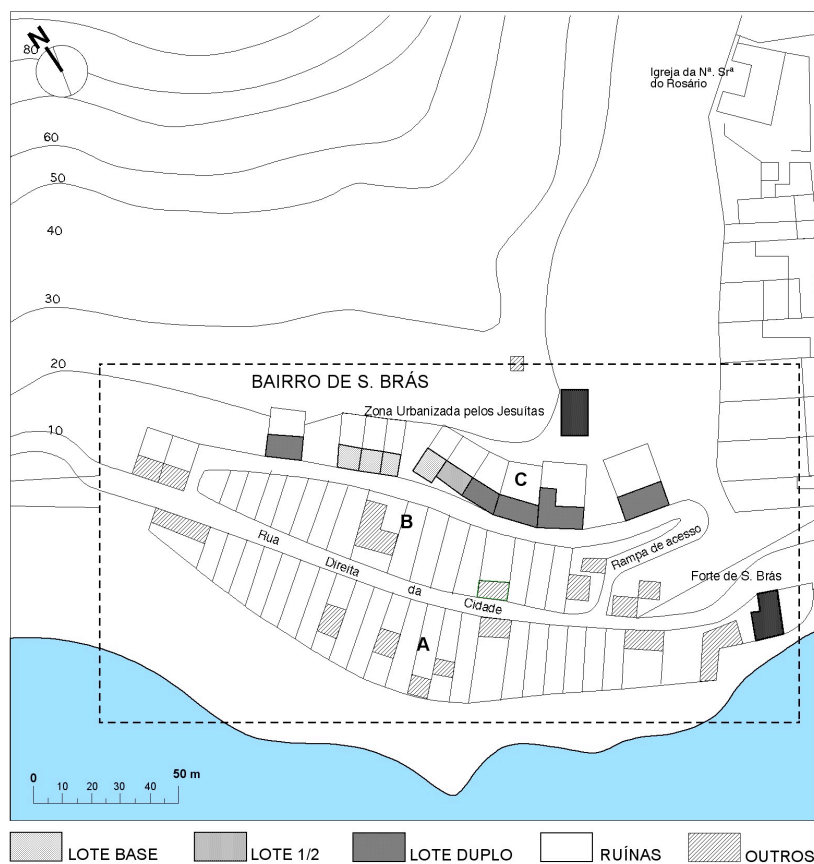 N
80
60
50
40
30
20
10
Igreja da Nª. Srª
do Rosário
BAIRRO DE S. BRÁS
Zona Urbanizada pelos Jesuítas
C
B
A
Rua Direita da Cidade
Rampa de acesso
Forte de S. Brás
0 10 20 30 40 50 m
LOTE BASE
LOTE 1/2
LOTE DUPLO
RUÍNAS
OUTROS